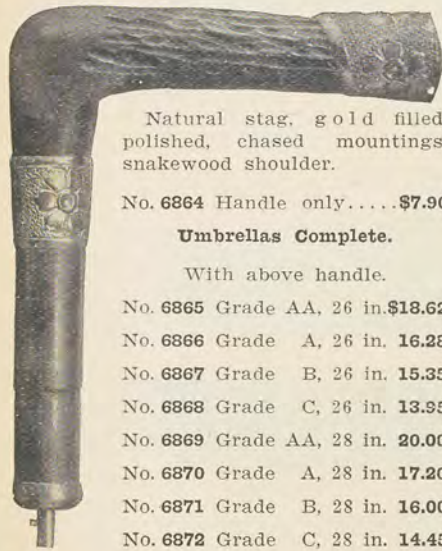 Natural stag, gold filled
polished, chased mountings
snakewood shoulder.
No. 6864 Handle only.....$7.90
Umbrellas Complete.
With above handle.
No. 6865 Grade AA, 26 in.$18.62
No. 6866 Grade A, 26 in. 16.28
No. 6867 Grade B, 26 in. 15.35
No. 6868 Grade C, 26 in. 13.95
No. 6869 Grade AA, 28 in. 20.00
No. 6870 Grade A, 28 in. 17.20
No. 6871 Grade B, 28 in. 16.00
No. 6872 Grade C, 28 in. 14.45